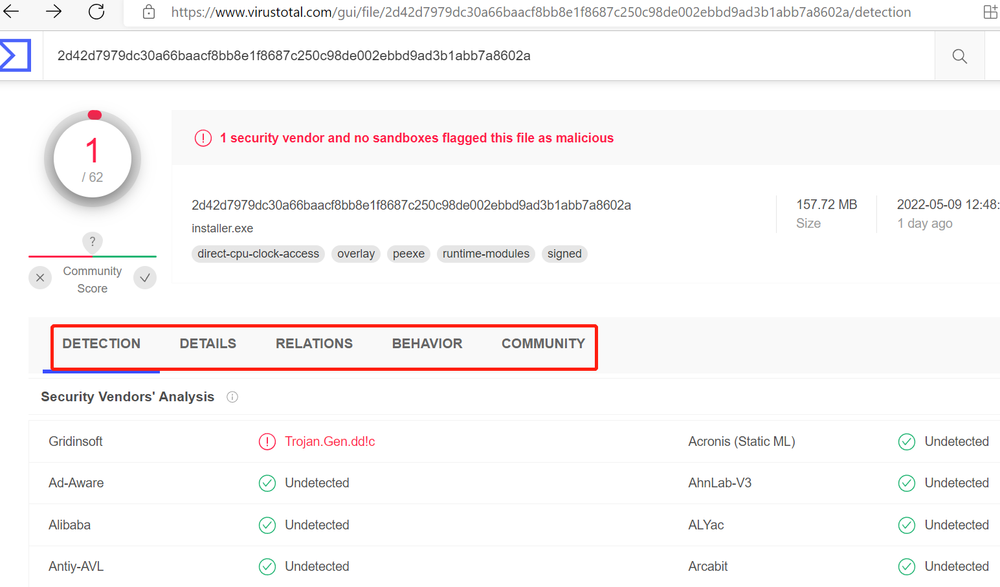 https://www.virustotal.com/gui/file/2d42d7979dc30a66baacf8bb8e1f8687c250c98de002ebbd9ad3b1abb7a8602a/detection
2d42d7979dc30a66baacf8bb8e1f8687c250c98de002ebbd9ad3b1abb7a8602a
1
/ 62
1 security vendor and no sandboxes flagged this file as malicious
2d42d7979dc30a66baacf8bb8e1f8687c250c98de002ebbd9ad3b1abb7a8602a
installer.exe
direct-cpu-clock-access overlay peexe runtime-modules signed
157.72 MB
Size
2022-05-09 12:48:
1 day ago
?
Community
Score
DETECTION DETAILS RELATIONS BEHAVIOR COMMUNITY
Security Vendors' Analysis
Gridinsoft Trojan.Gen.dd!c Acronis (Static ML) Undetected
Ad-Aware Undetected AhnLab-V3 Undetected
Alibaba Undetected ALYac Undetected
Antiy-AVL Undetected Arcabit Undetected